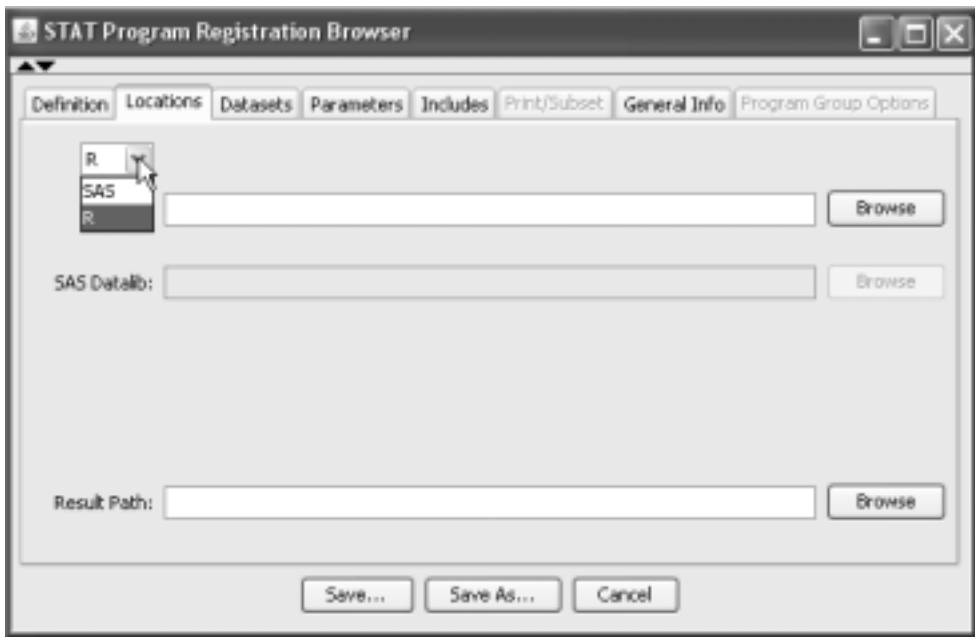 STAT Program Registration Browser
Definition Locations Datasets Parameters Includes Print/Subset General Info Program Group Options
R
SAS
R
Browse
SAS Datalib: Browse
Result Path: Browse
Save... Save As... Cancel